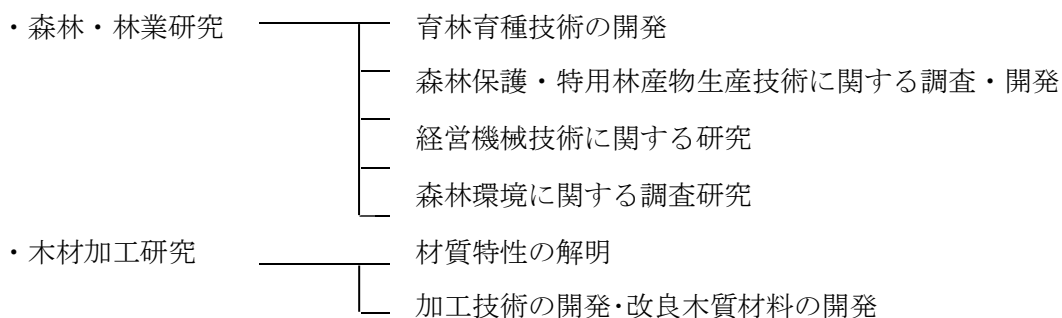 ・森林・林業研究 育林育種技術の開発
森林保護・特用林産物生産技術に関する調査・開発
経営機械技術に関する研究
森林環境に関する調査研究
・木材加工研究 材質特性の解明
加工技術の開発・改良木質材料の開発